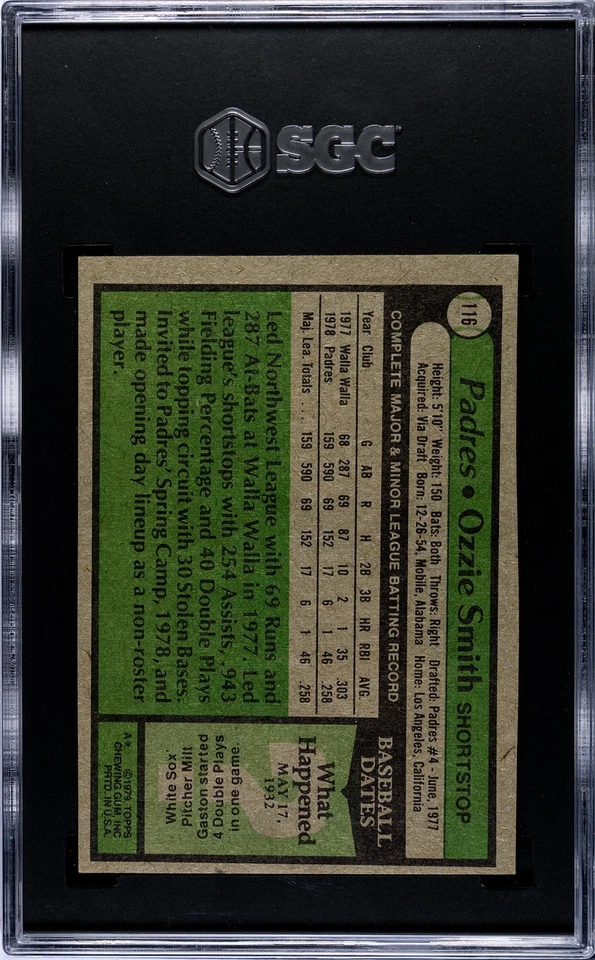 SGC
116
Padres • Ozzie Smith SHORTSTOP
Height: 5'10" Weight: 150 Bats: Both Throws: Right Drafted: Padres #4 - June, 1977
Acquired: Via Draft Born: 12-26-54, Mobile, Alabama Home: Los Angeles, California
COMPLETE MAJOR & MINOR LEAGUE BATTING RECORD
Year Club G AB R H 2B 3B HR RBI AVG.
1977 Walla Walla 68 287 69 87 10 2 1 35 .303
1978 Padres 159 590 69 152 17 6 1 46 .258
Maj. Lea. Totals . . . . 159 590 69 152 17 6 1 46 .258
Led Northwest League with 69 Runs and
287 At-Bats at Walla Walla in 1977. Led
league's shortstops with 254 Assists, .943
Fielding Percentage and 40 Double Plays
while topping circuit with 30 Stolen Bases.
Invited to Padres' Spring Camp, 1978, and
made opening day lineup as a non-roster
player.
BASEBALL
DATES
What
Happened
MAY 17,
1932
White Sox'
Pitcher Milt
Gaston started
4 Double Plays
in one game.
A*
©1979 TOPPS
CHEWING GUM, INC
PRTD. IN U.S.A.